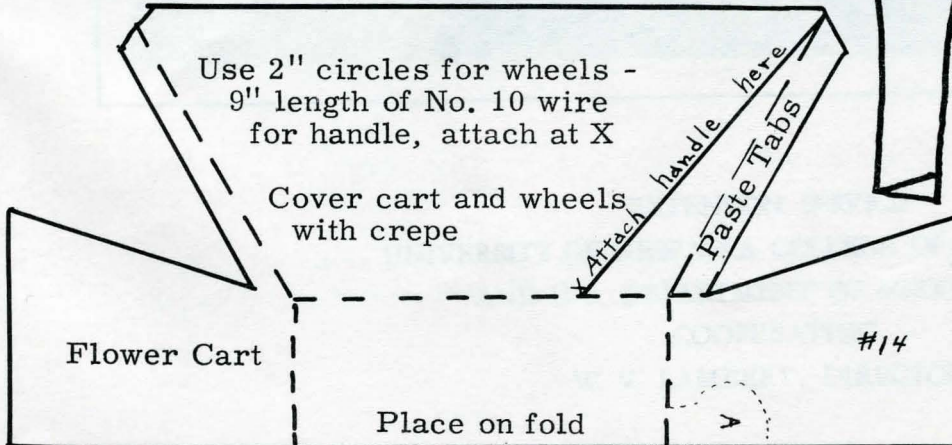 Use 2" circles for wheels -
9" length of No. 10 wire
for handle, attach at X
Cover cart and wheels
with crepe
Attach handle here
Paste Tabs
X
Flower Cart
#14
Place on fold
A